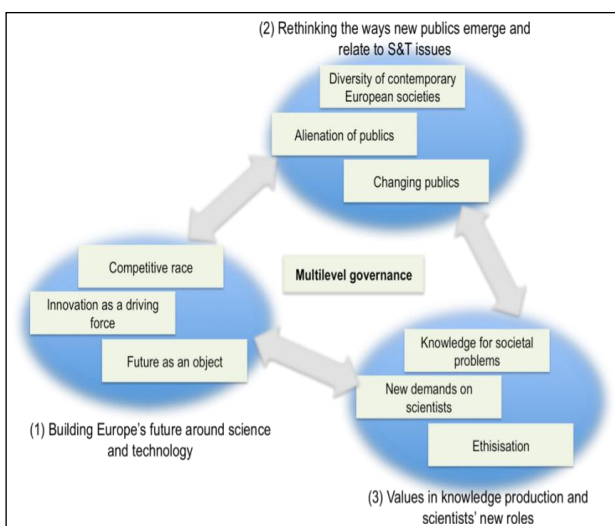 (2) Rethinking the ways new publics emerge and
relate to S&T issues
Diversity of contemporary
European societies
Alienation of publics
Changing publics
Competitive race
Innovation as a driving
force
Future as an object
Multilevel governance
Knowledge for societal
problems
New demands on
scientists
Ethisisation
(1) Building Europe's future around science
and technology
(3) Values in knowledge production and
scientists' new roles